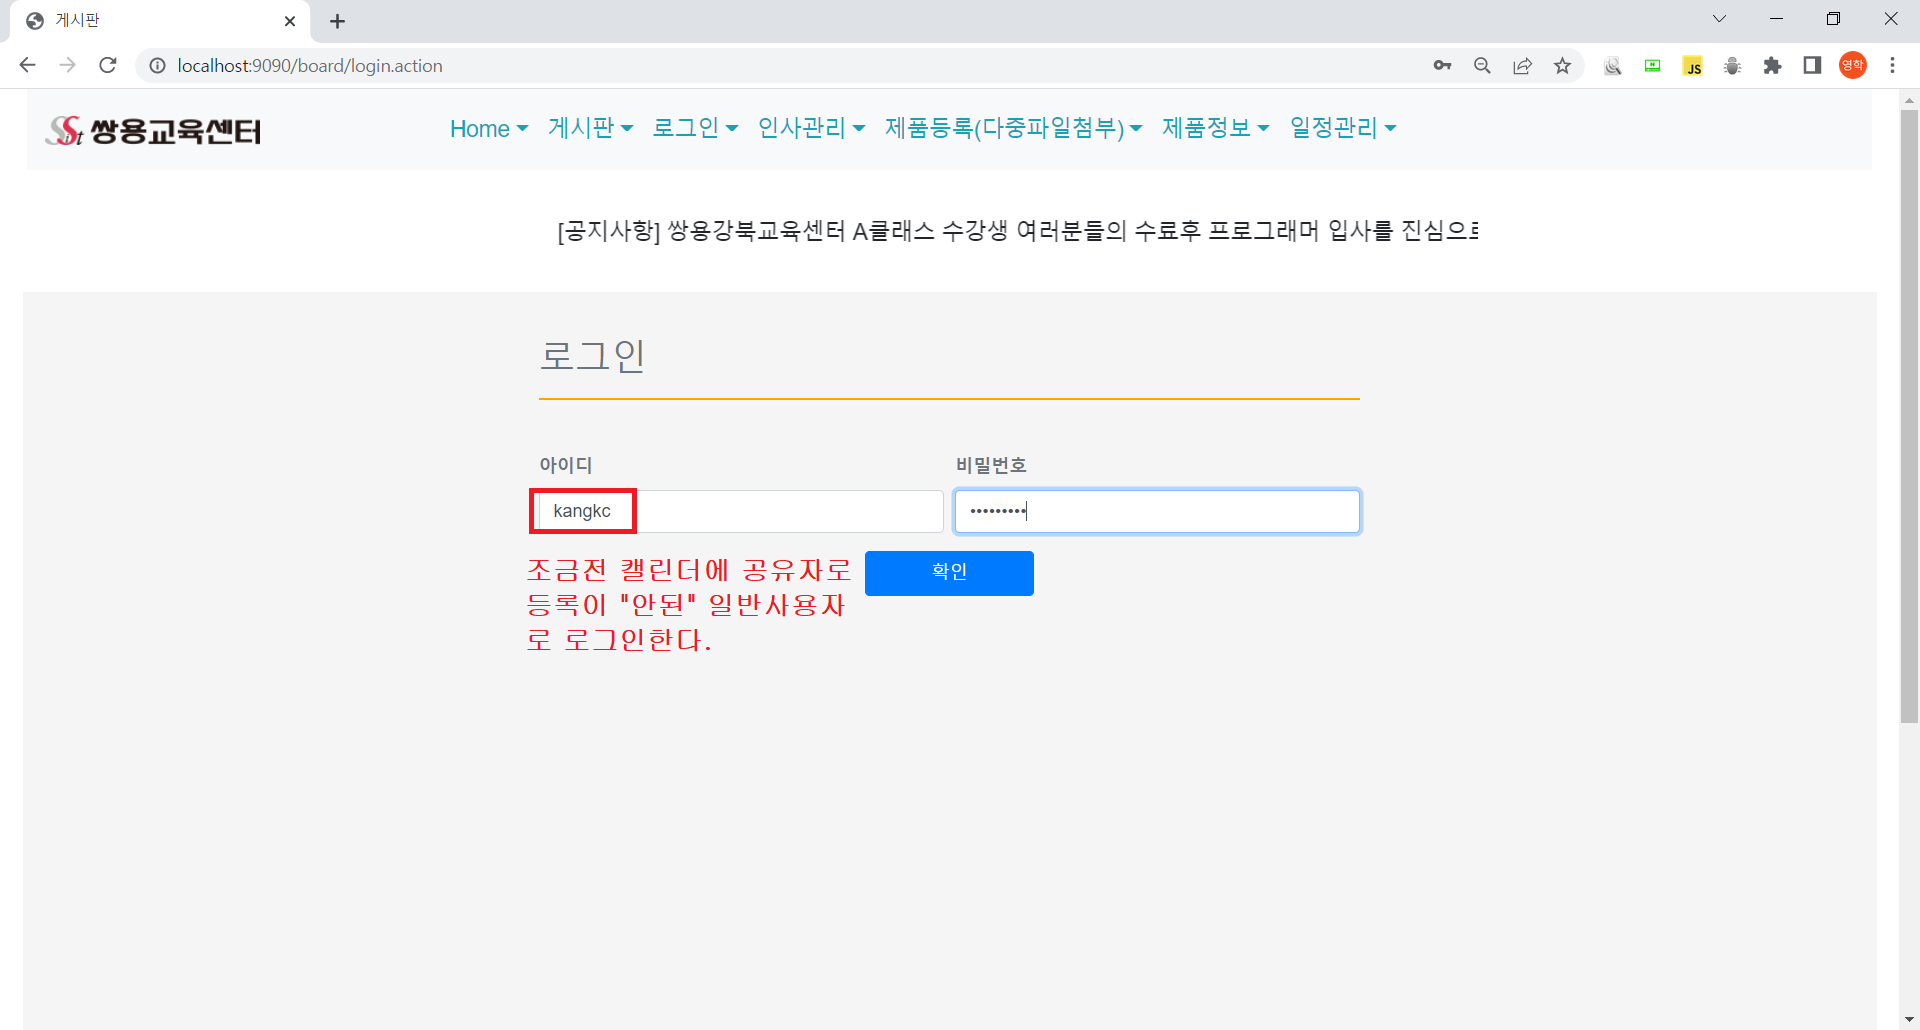 게시판
localhost:9090/board/login.action
JS
영학
Sist 쌍용교육센터
Home 게시판 로그인 인사관리 제품등록(다중파일첨부) 제품정보 일정관리
[공지사항] 쌍용강북교육센터 A클래스 수강생 여러분들의 수료후 프로그래머 입사를 진심으로
로그인
아이디 비밀번호
kangkc •••••••••
확인
조금전 캘린더에 공유자로
등록이 "안된" 일반사용자
로 로그인한다.